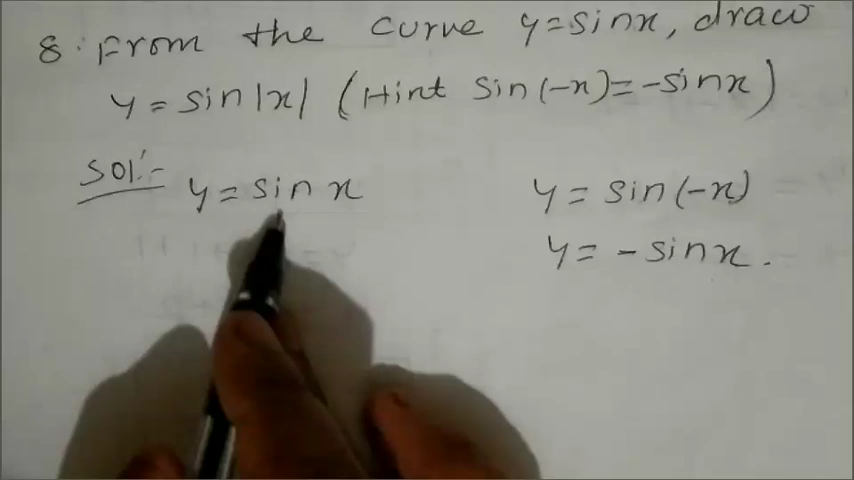 8. From the curve y=sinx, draw
y = sin|x| (Hint sin(-x)=-sinx)
Sol:-
y = sin x
y = sin(-x)
y = -sinx.